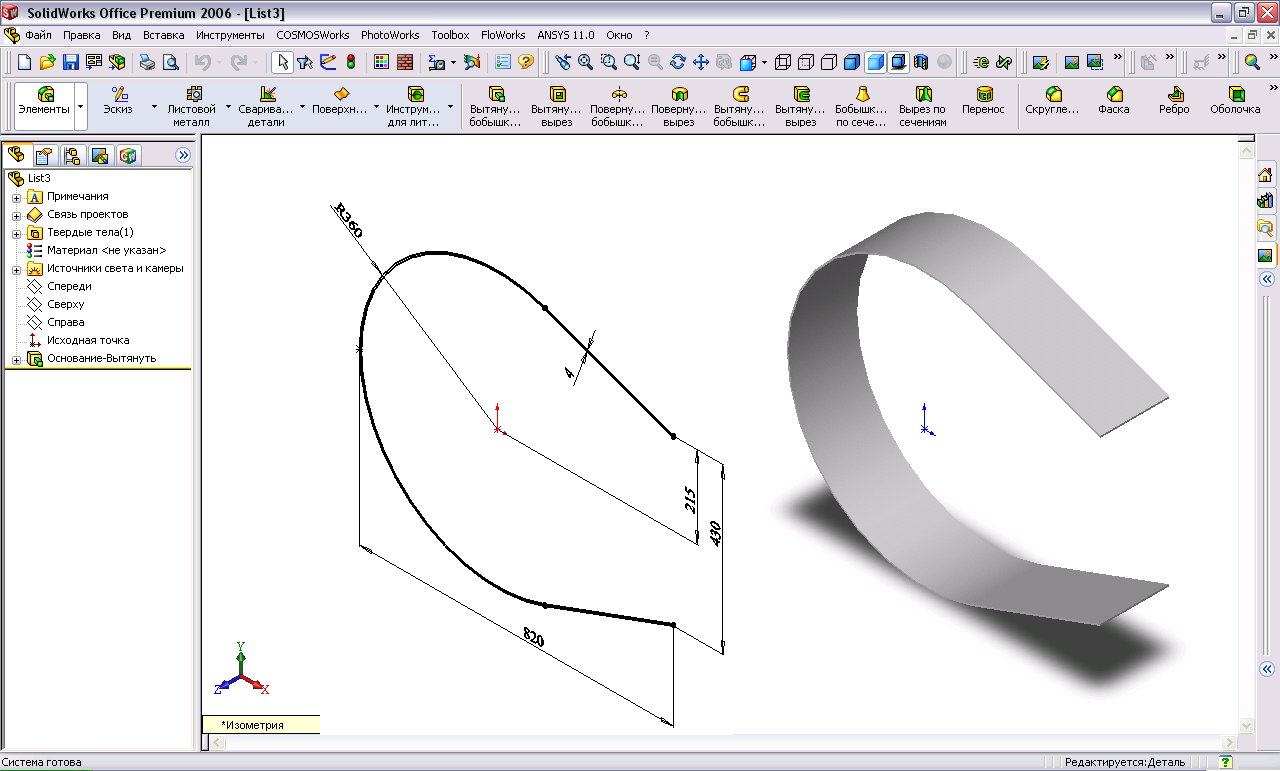 SolidWorks Office Premium 2006 - [List3]
Файл Правка Вид Вставка Инструменты COSMOSWorks PhotoWorks Toolbox FloWorks ANSYS 11.0 Окно ?
Элементы Эскиз Листовой металл Сварива... детали Поверхн... Инструм... для лит... Вытяну... бобышк... Вытяну... вырез Поверну... бобышк... Поверну... вырез Вытяну... бобышк... Вытяну... вырез Бобышк... по сече... Вырез по сечениям Перенос Скругле... Фаска Ребро Оболочка
List3
Примечания
Связь проектов
Твердые тела(1)
Материал <не указан>
Источники света и камеры
Спереди
Сверху
Справа
Исходная точка
Основание-Вытянуть
R360
4
215
430
820
Y
Z X
*Изометрия
Система готова
Редактируется:Деталь